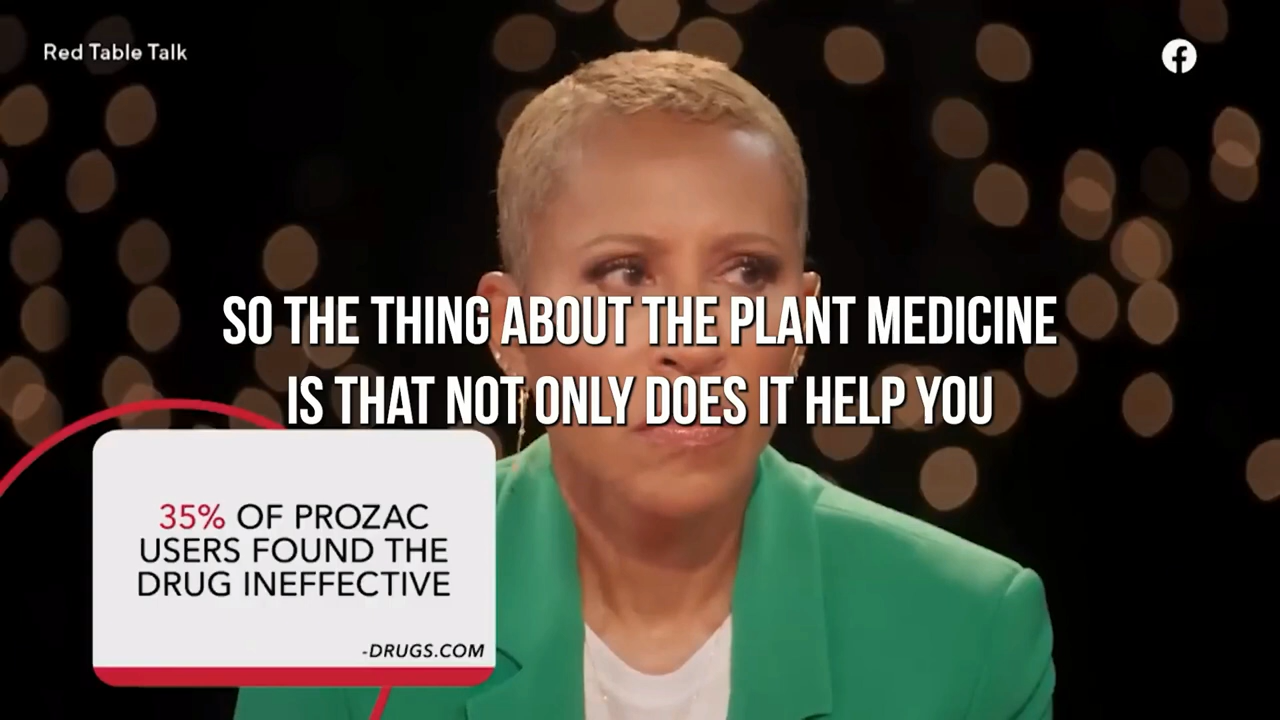 Red Table Talk
SO THE THING ABOUT THE PLANT MEDICINE
IS THAT NOT ONLY DOES IT HELP YOU
35% OF PROZAC
USERS FOUND THE
DRUG INEFFECTIVE
-DRUGS.COM